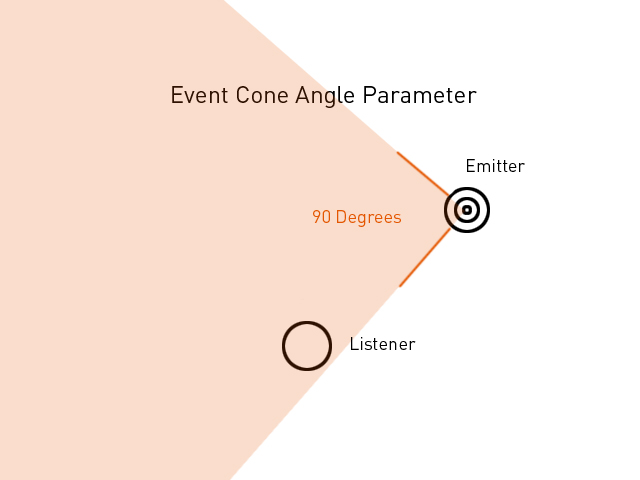 Event Cone Angle Parameter
Emitter
90 Degrees
Listener